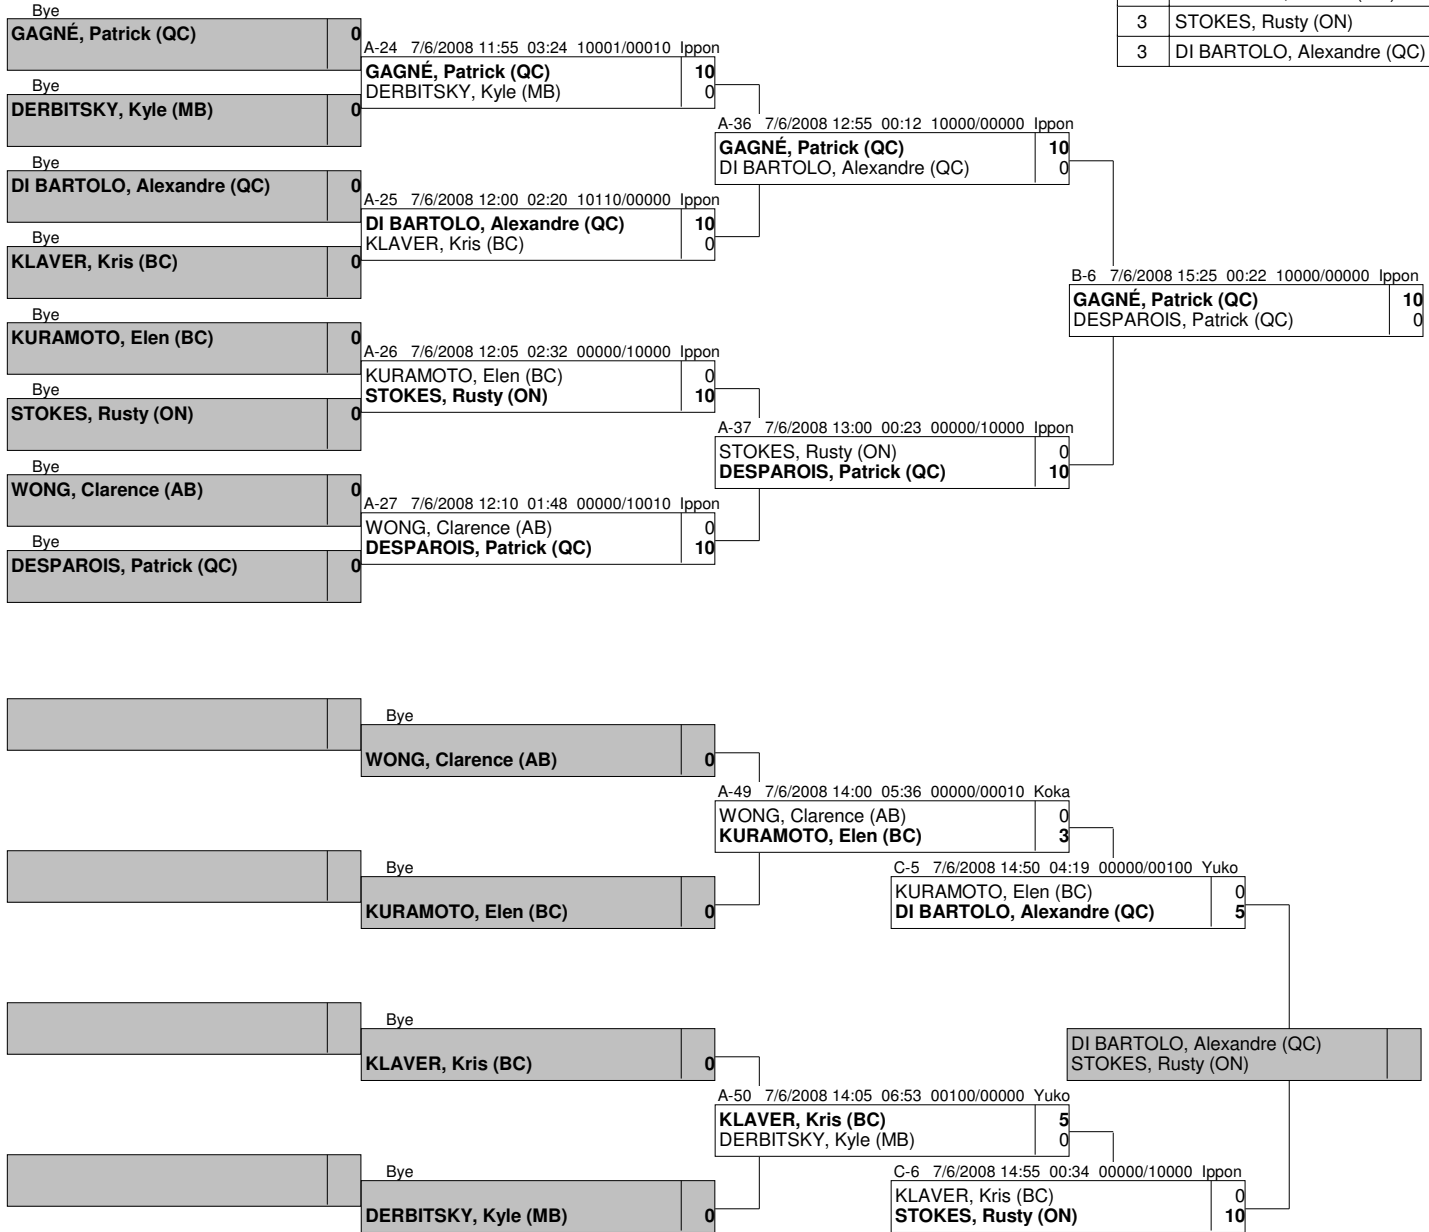 3 STOKES, Rusty (ON)
3 DI BARTOLO, Alexandre (QC)
Bye
GAGNÉ, Patrick (QC) 0
A-24 7/6/2008 11:55 03:24 10001/00010 Ippon
GAGNÉ, Patrick (QC) 10
DERBITSKY, Kyle (MB) 0
Bye
DERBITSKY, Kyle (MB) 0
A-36 7/6/2008 12:55 00:12 10000/00000 Ippon
GAGNÉ, Patrick (QC) 10
DI BARTOLO, Alexandre (QC) 0
Bye
DI BARTOLO, Alexandre (QC) 0
A-25 7/6/2008 12:00 02:20 10110/00000 Ippon
DI BARTOLO, Alexandre (QC) 10
KLAVER, Kris (BC) 0
Bye
KLAVER, Kris (BC) 0
B-6 7/6/2008 15:25 00:22 10000/00000 Ippon
GAGNÉ, Patrick (QC) 10
DESPAROIS, Patrick (QC) 0
Bye
KURAMOTO, Elen (BC) 0
A-26 7/6/2008 12:05 02:32 00000/10000 Ippon
KURAMOTO, Elen (BC) 0
STOKES, Rusty (ON) 10
Bye
STOKES, Rusty (ON) 0
A-37 7/6/2008 13:00 00:23 00000/10000 Ippon
STOKES, Rusty (ON) 0
DESPAROIS, Patrick (QC) 10
Bye
WONG, Clarence (AB) 0
A-27 7/6/2008 12:10 01:48 00000/10010 Ippon
WONG, Clarence (AB) 0
DESPAROIS, Patrick (QC) 10
Bye
DESPAROIS, Patrick (QC) 0
Bye
WONG, Clarence (AB) 0
A-49 7/6/2008 14:00 05:36 00000/00010 Koka
WONG, Clarence (AB) 0
KURAMOTO, Elen (BC) 3
Bye
KURAMOTO, Elen (BC) 0
C-5 7/6/2008 14:50 04:19 00000/00100 Yuko
KURAMOTO, Elen (BC) 0
DI BARTOLO, Alexandre (QC) 5
Bye
KLAVER, Kris (BC) 0
DI BARTOLO, Alexandre (QC)
STOKES, Rusty (ON)
A-50 7/6/2008 14:05 06:53 00100/00000 Yuko
KLAVER, Kris (BC) 5
DERBITSKY, Kyle (MB) 0
Bye
DERBITSKY, Kyle (MB) 0
C-6 7/6/2008 14:55 00:34 00000/10000 Ippon
KLAVER, Kris (BC) 0
STOKES, Rusty (ON) 10